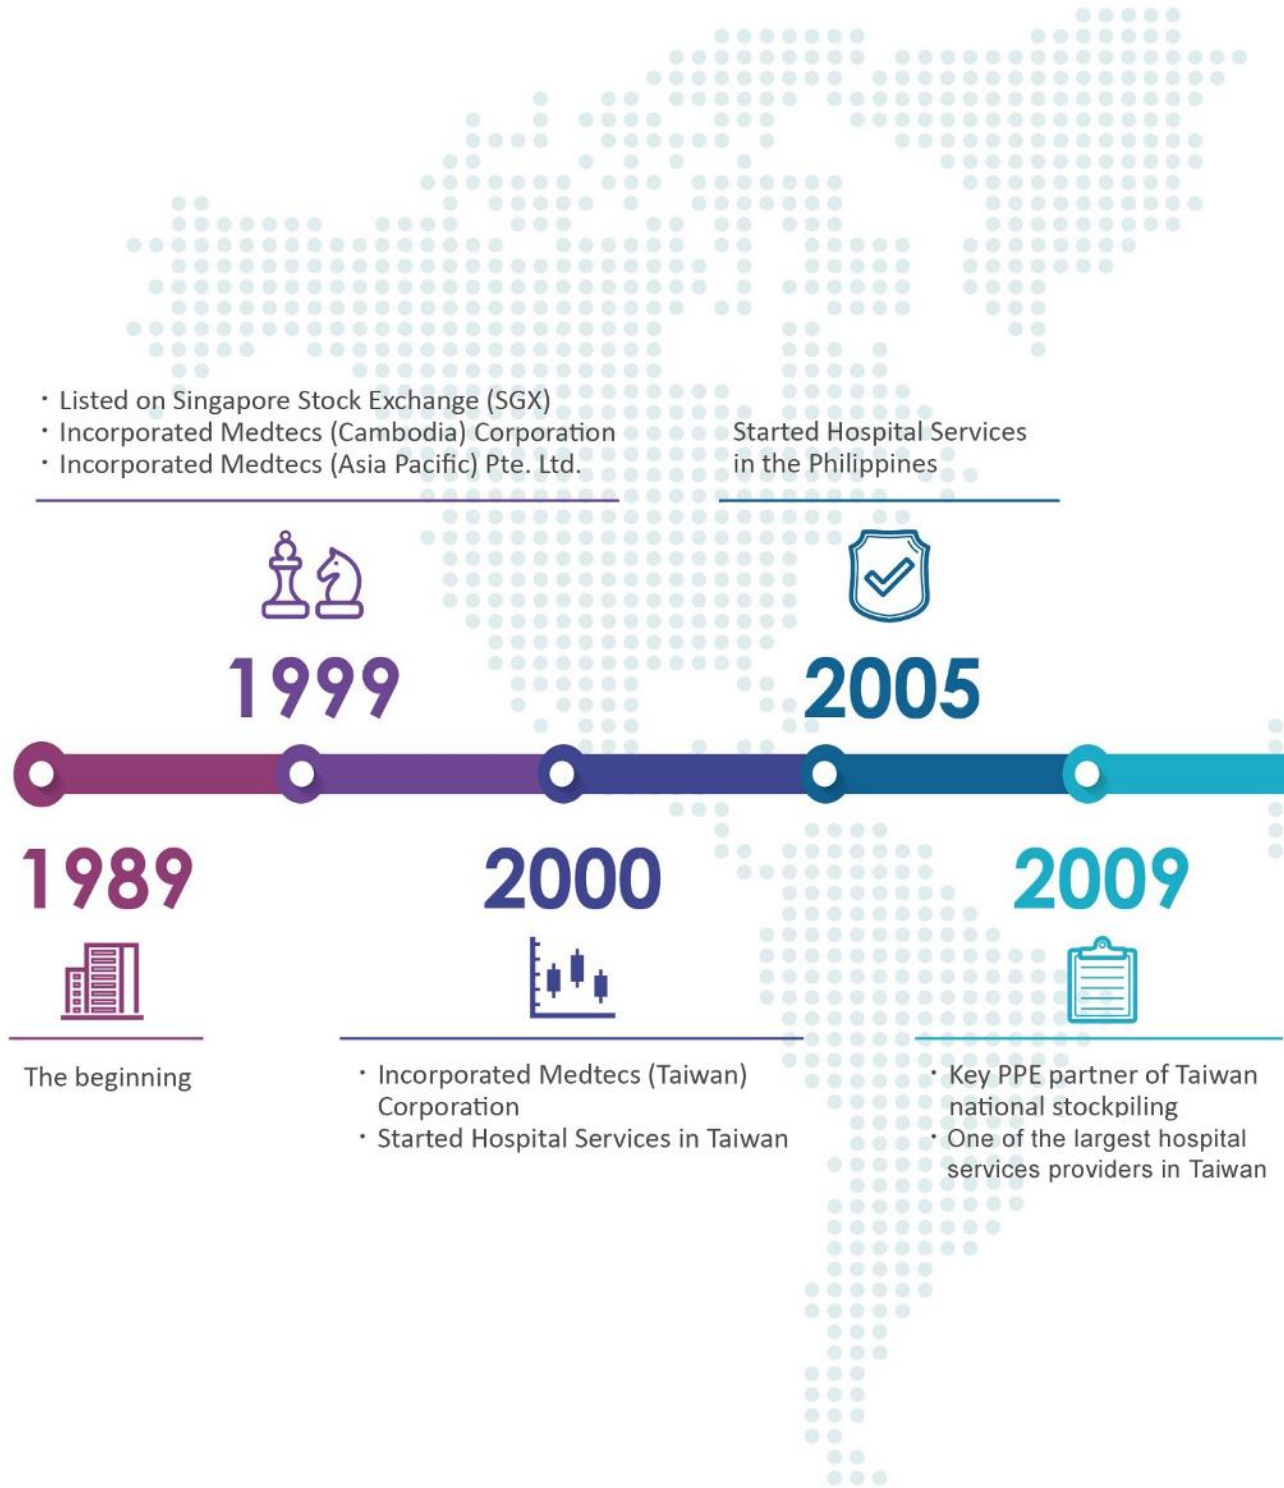 · Listed on Singapore Stock Exchange (SGX)
· Incorporated Medtecs (Cambodia) Corporation
· Incorporated Medtecs (Asia Pacific) Pte. Ltd.
1999
Started Hospital Services
in the Philippines
2005
1989
The beginning
2000
· Incorporated Medtecs (Taiwan)
Corporation
· Started Hospital Services in Taiwan
2009
· Key PPE partner of Taiwan
national stockpiling
· One of the largest hospital
services providers in Taiwan